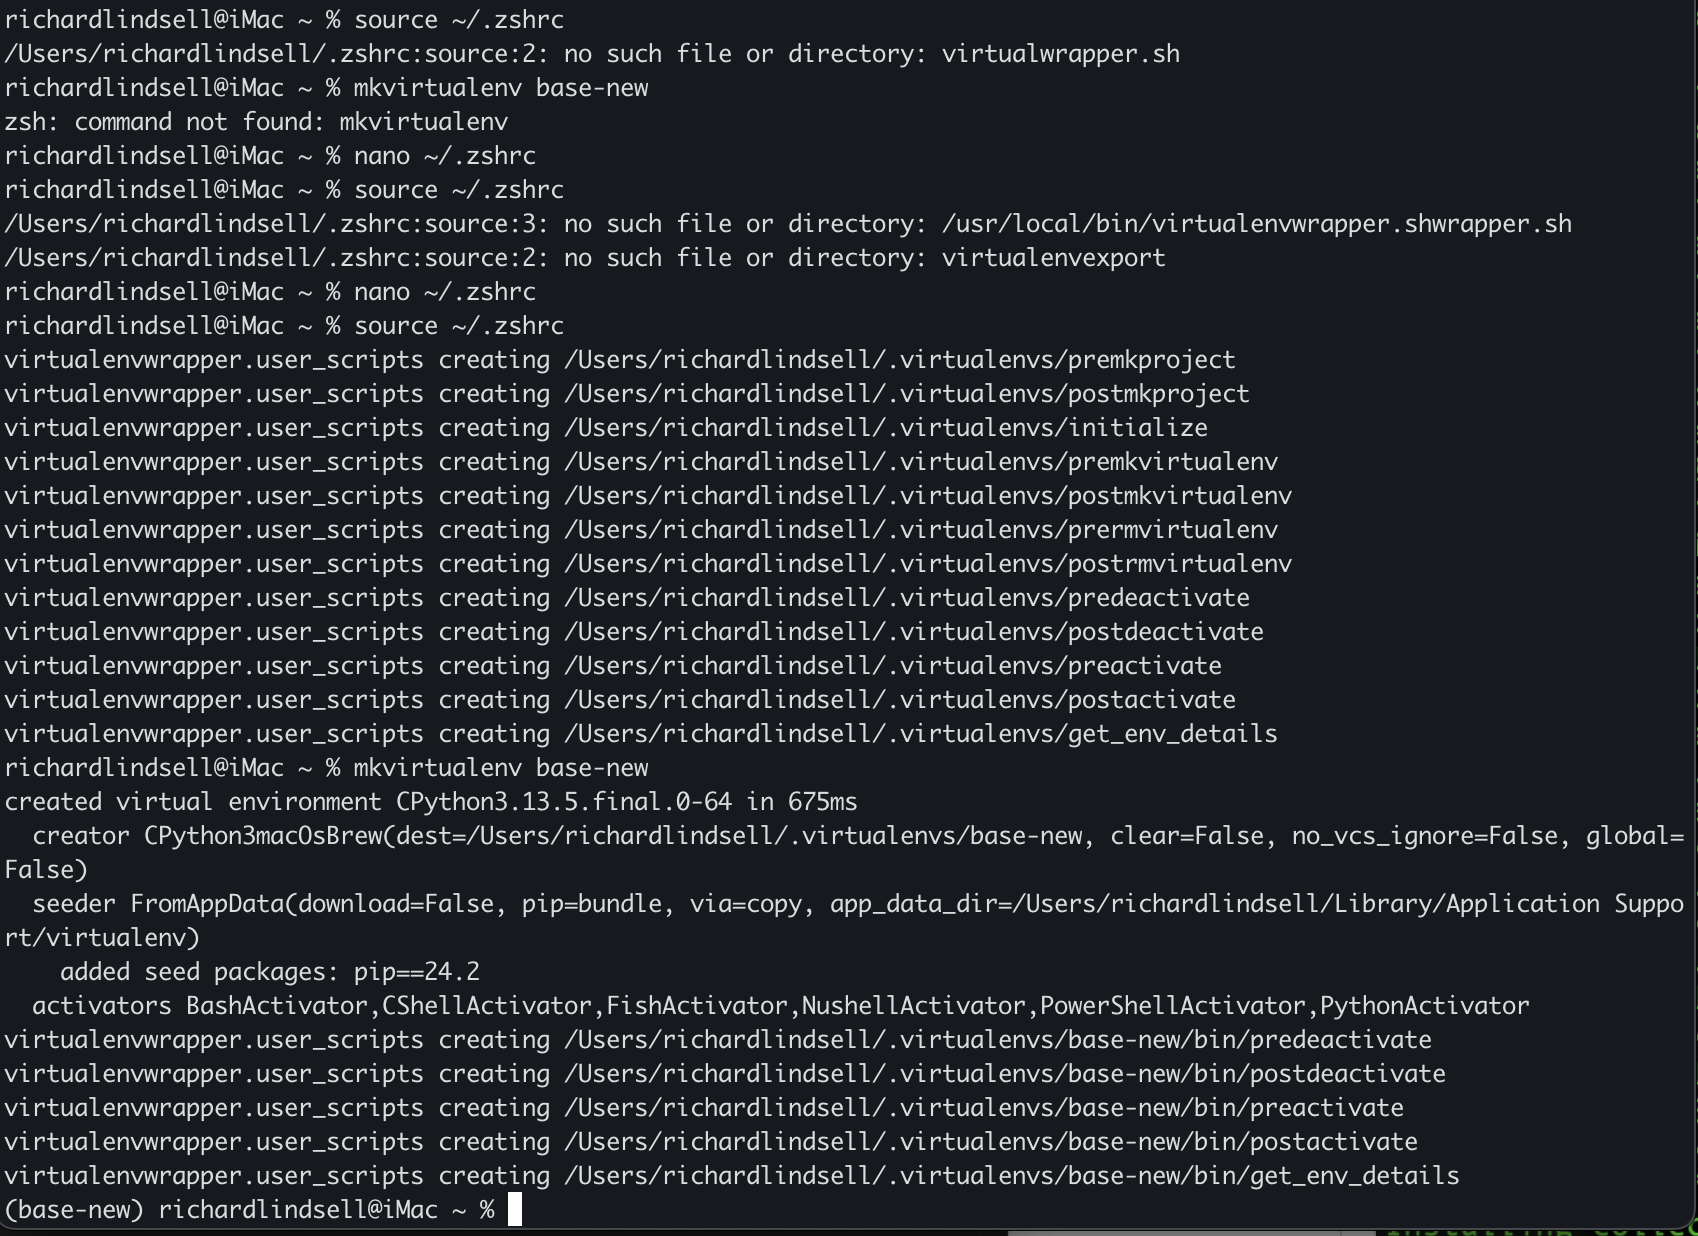 richardlindsell@iMac ~ % source ~/.zshrc
/Users/richardlindsell/.zshrc:source:2: no such file or directory: virtualwrapper.sh
richardlindsell@iMac ~ % mkvirtualenv base-new
zsh: command not found: mkvirtualenv
richardlindsell@iMac ~ % nano ~/.zshrc
richardlindsell@iMac ~ % source ~/.zshrc
/Users/richardlindsell/.zshrc:source:3: no such file or directory: /usr/local/bin/virtualenvwrapper.shwrapper.sh
/Users/richardlindsell/.zshrc:source:2: no such file or directory: virtualenvexport
richardlindsell@iMac ~ % nano ~/.zshrc
richardlindsell@iMac ~ % source ~/.zshrc
virtualenvwrapper.user_scripts creating /Users/richardlindsell/.virtualenvs/premkproject
virtualenvwrapper.user_scripts creating /Users/richardlindsell/.virtualenvs/postmkproject
virtualenvwrapper.user_scripts creating /Users/richardlindsell/.virtualenvs/initialize
virtualenvwrapper.user_scripts creating /Users/richardlindsell/.virtualenvs/premkvirtualenv
virtualenvwrapper.user_scripts creating /Users/richardlindsell/.virtualenvs/postmkvirtualenv
virtualenvwrapper.user_scripts creating /Users/richardlindsell/.virtualenvs/prermvirtualenv
virtualenvwrapper.user_scripts creating /Users/richardlindsell/.virtualenvs/postrmvirtualenv
virtualenvwrapper.user_scripts creating /Users/richardlindsell/.virtualenvs/predeactivate
virtualenvwrapper.user_scripts creating /Users/richardlindsell/.virtualenvs/postdeactivate
virtualenvwrapper.user_scripts creating /Users/richardlindsell/.virtualenvs/preactivate
virtualenvwrapper.user_scripts creating /Users/richardlindsell/.virtualenvs/postactivate
virtualenvwrapper.user_scripts creating /Users/richardlindsell/.virtualenvs/get_env_details
richardlindsell@iMac ~ % mkvirtualenv base-new
created virtual environment CPython3.13.5.final.0-64 in 675ms
  creator CPython3macOsBrew(dest=/Users/richardlindsell/.virtualenvs/base-new, clear=False, no_vcs_ignore=False, global=
False)
  seeder FromAppData(download=False, pip=bundle, via=copy, app_data_dir=/Users/richardlindsell/Library/Application Suppo
rt/virtualenv)
    added seed packages: pip==24.2
  activators BashActivator,CShellActivator,FishActivator,NushellActivator,PowerShellActivator,PythonActivator
virtualenvwrapper.user_scripts creating /Users/richardlindsell/.virtualenvs/base-new/bin/predeactivate
virtualenvwrapper.user_scripts creating /Users/richardlindsell/.virtualenvs/base-new/bin/postdeactivate
virtualenvwrapper.user_scripts creating /Users/richardlindsell/.virtualenvs/base-new/bin/preactivate
virtualenvwrapper.user_scripts creating /Users/richardlindsell/.virtualenvs/base-new/bin/postactivate
virtualenvwrapper.user_scripts creating /Users/richardlindsell/.virtualenvs/base-new/bin/get_env_details
(base-new) richardlindsell@iMac ~ %